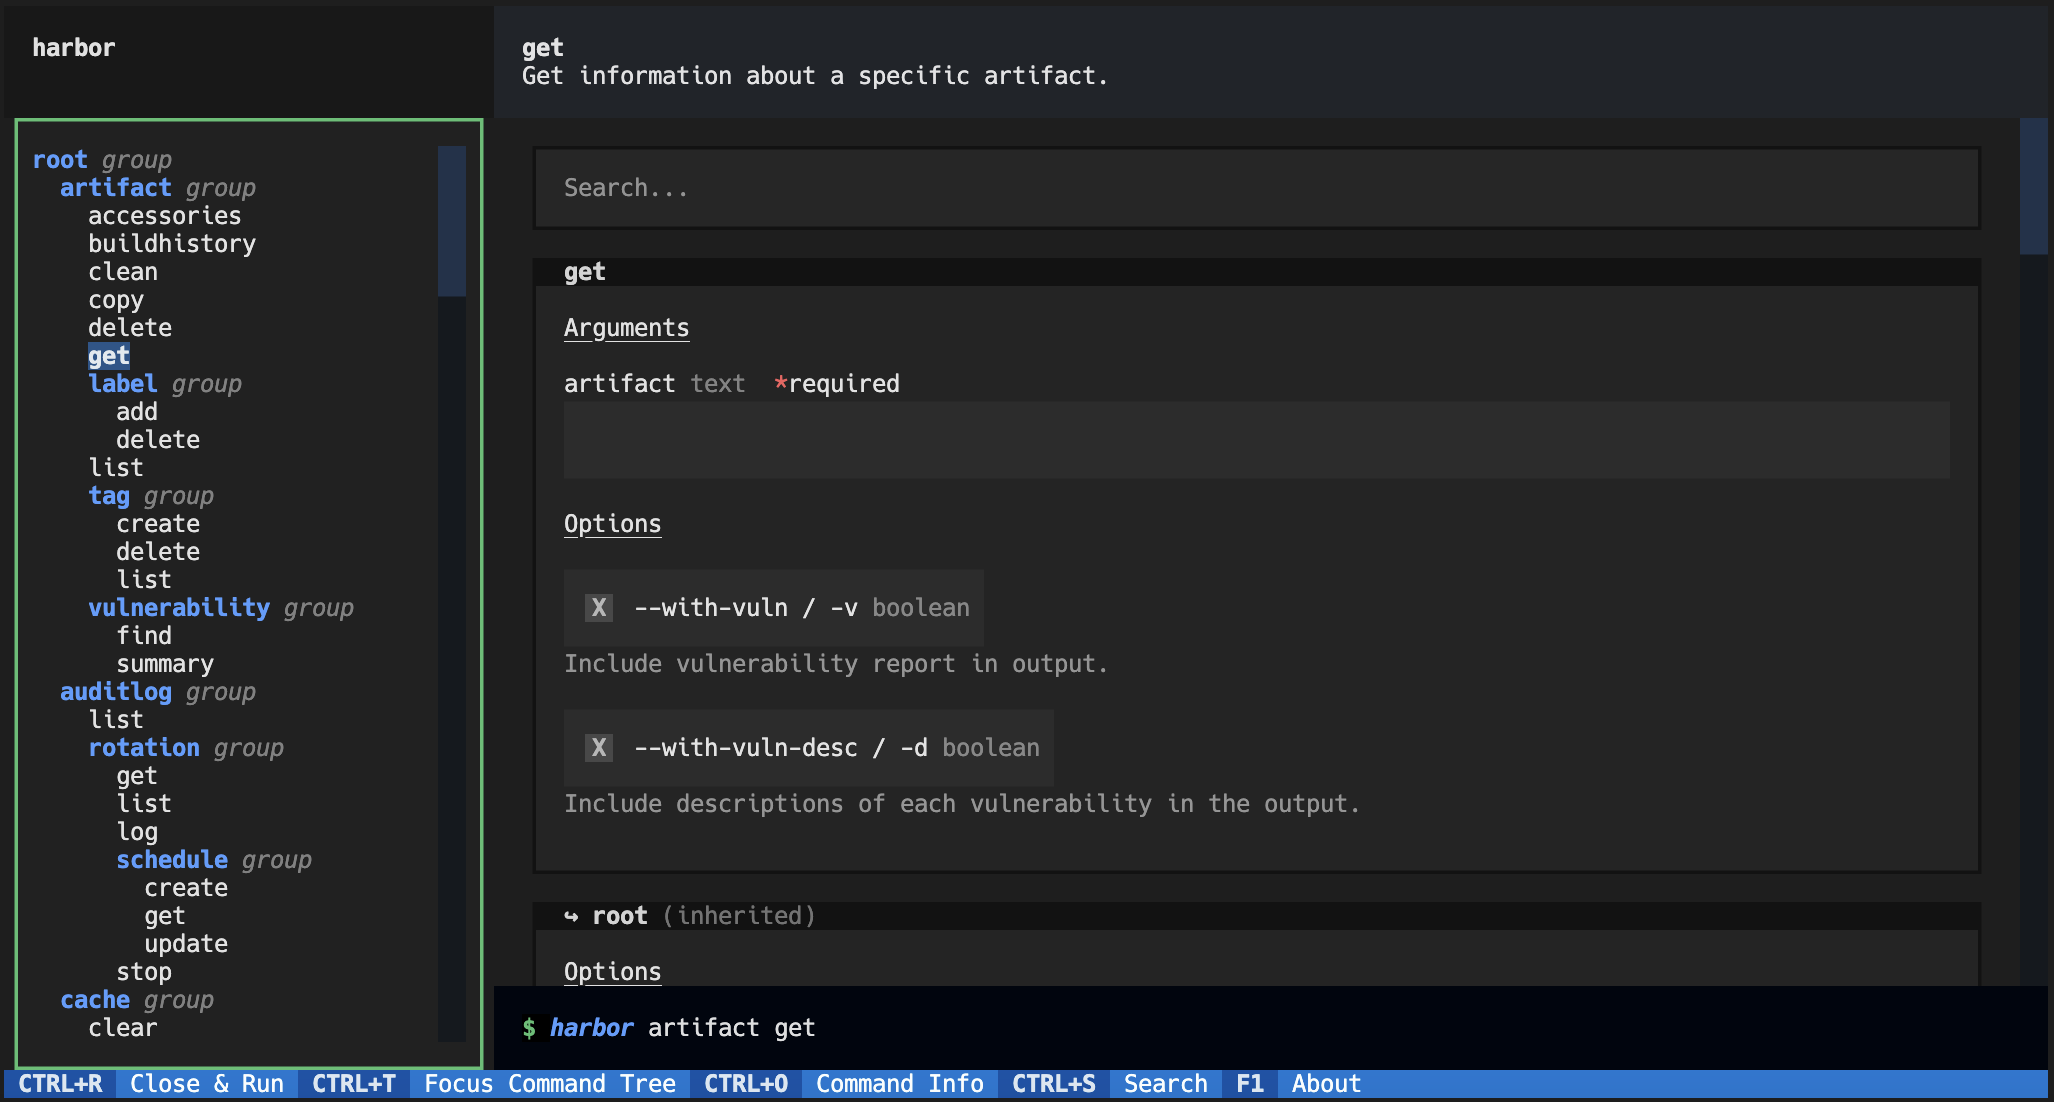 harbor
root group
artifact group
accessories
buildhistory
clean
copy
delete
get
label group
add
delete
list
tag group
create
delete
list
vulnerability group
find
summary
auditlog group
list
rotation group
get
list
log
schedule group
create
get
update
stop
cache group
clear
get
Get information about a specific artifact.
Search...
get
Arguments
artifact text *required
Options
X --with-vuln / -v boolean
Include vulnerability report in output.
X --with-vuln-desc / -d boolean
Include descriptions of each vulnerability in the output.
↪ root (inherited)
Options
$ harbor artifact get
CTRL+R Close & Run CTRL+T Focus Command Tree CTRL+O Command Info CTRL+S Search F1 About